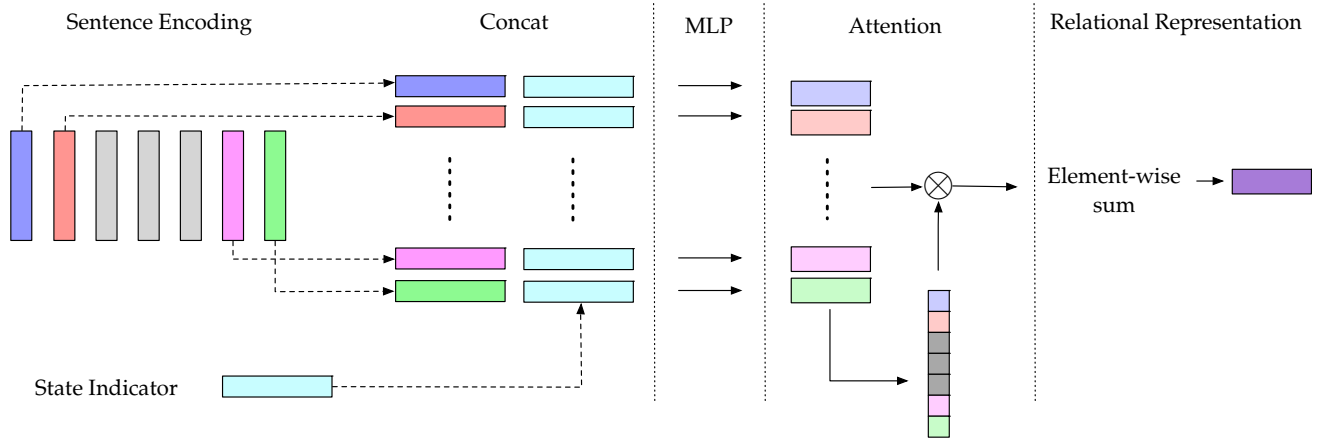 Sentence Encoding
Concat
MLP
Attention
Relational Representation
Element-wise
sum
State Indicator